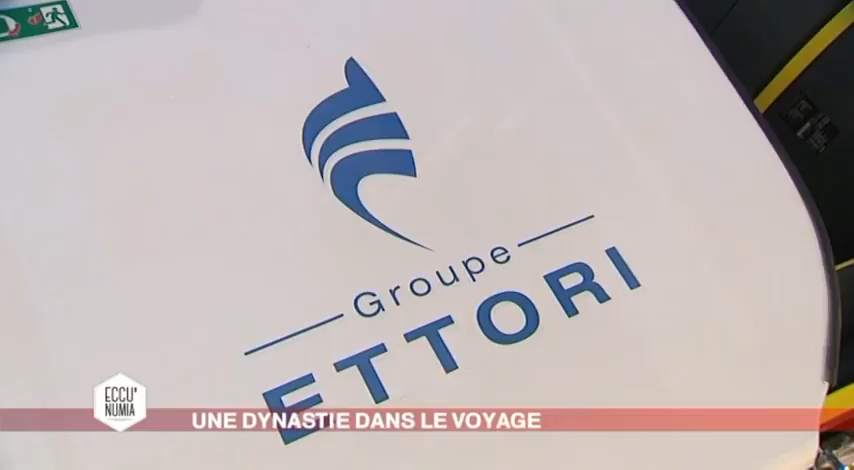 Groupe
ETTORI
ECCU'
NUMIA
UNE DYNASTIE DANS LE VOYAGE